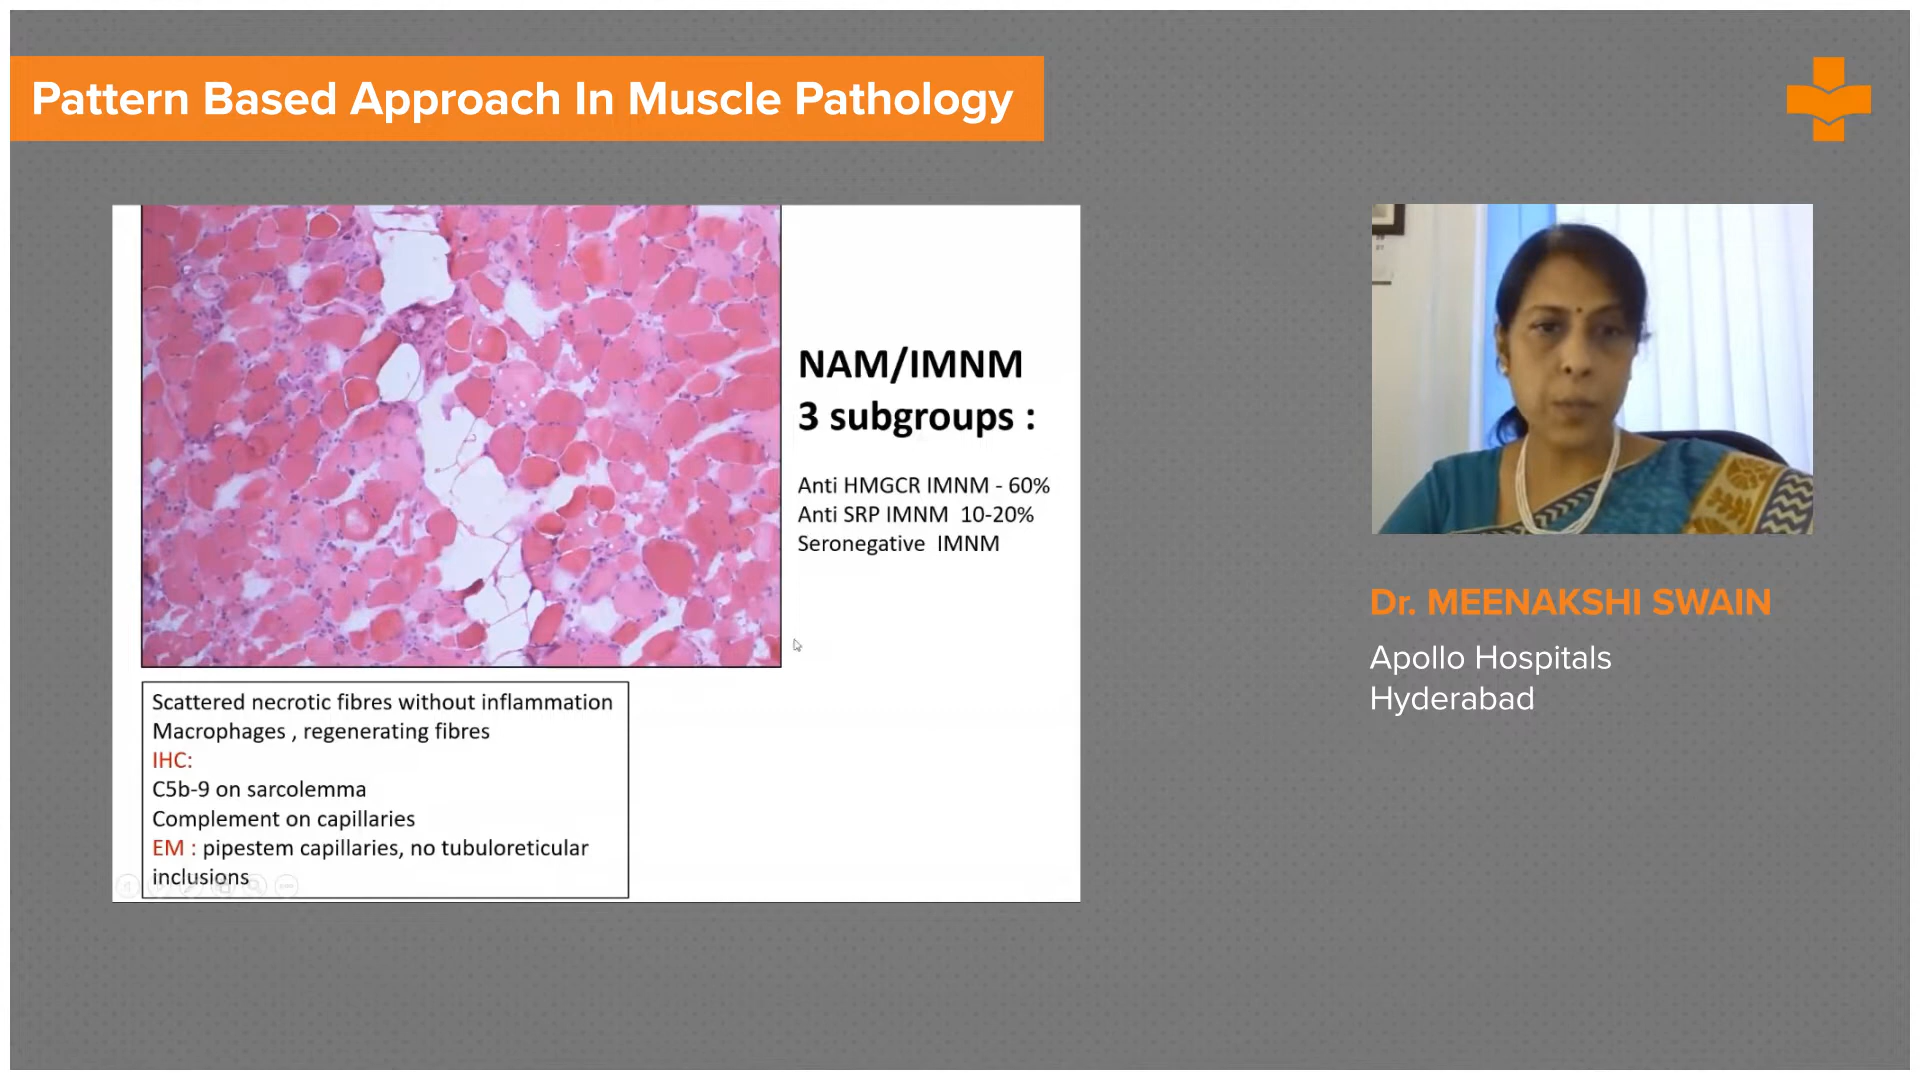 Pattern Based Approach In Muscle Pathology
NAM/IMNM
3 subgroups :
Anti HMGCR IMNM - 60%
Anti SRP IMNM 10-20%
Seronegative IMNM
Scattered necrotic fibres without inflammation
Macrophages , regenerating fibres
IHC:
C5b-9 on sarcolemma
Complement on capillaries
EM : pipestem capillaries, no tubuloreticular
inclusions
Dr. MEENAKSHI SWAIN
Apollo Hospitals
Hyderabad